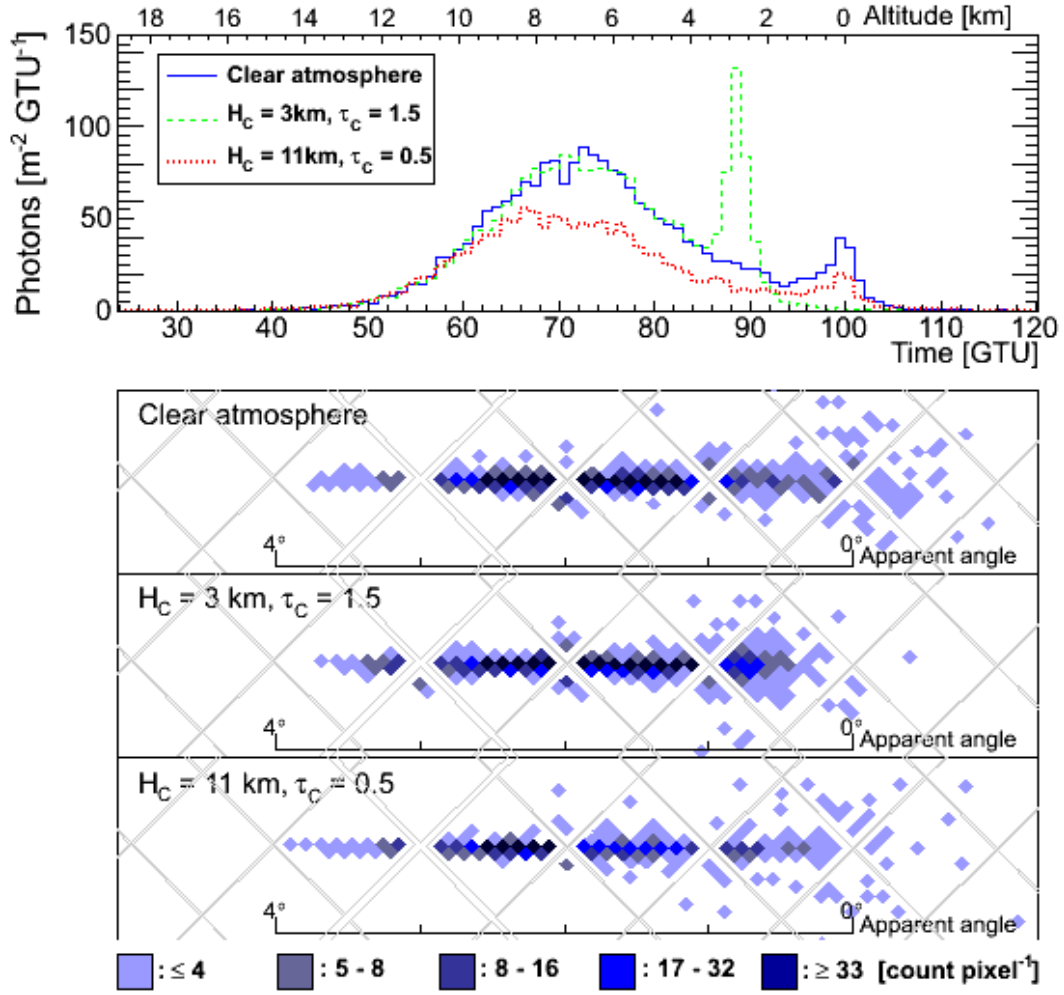 18 16 14 12 10 8 6 4 2 0 Altitude [km]
Photons [m⁻² GTU⁻¹]
150
100
50
0
Clear atmosphere
H_C = 3km, τ_C = 1.5
H_C = 11km, τ_C = 0.5
30 40 50 60 70 80 90 100 110 120
Time [GTU]
Clear atmosphere
4° 0° Apparent angle
H_C = 3 km, τ_C = 1.5
4° 0° Apparent angle
H_C = 11 km, τ_C = 0.5
4° 0° Apparent angle
: ≤ 4 : 5 - 8 : 8 - 16 : 17 - 32 : ≥ 33 [count pixel⁻¹]